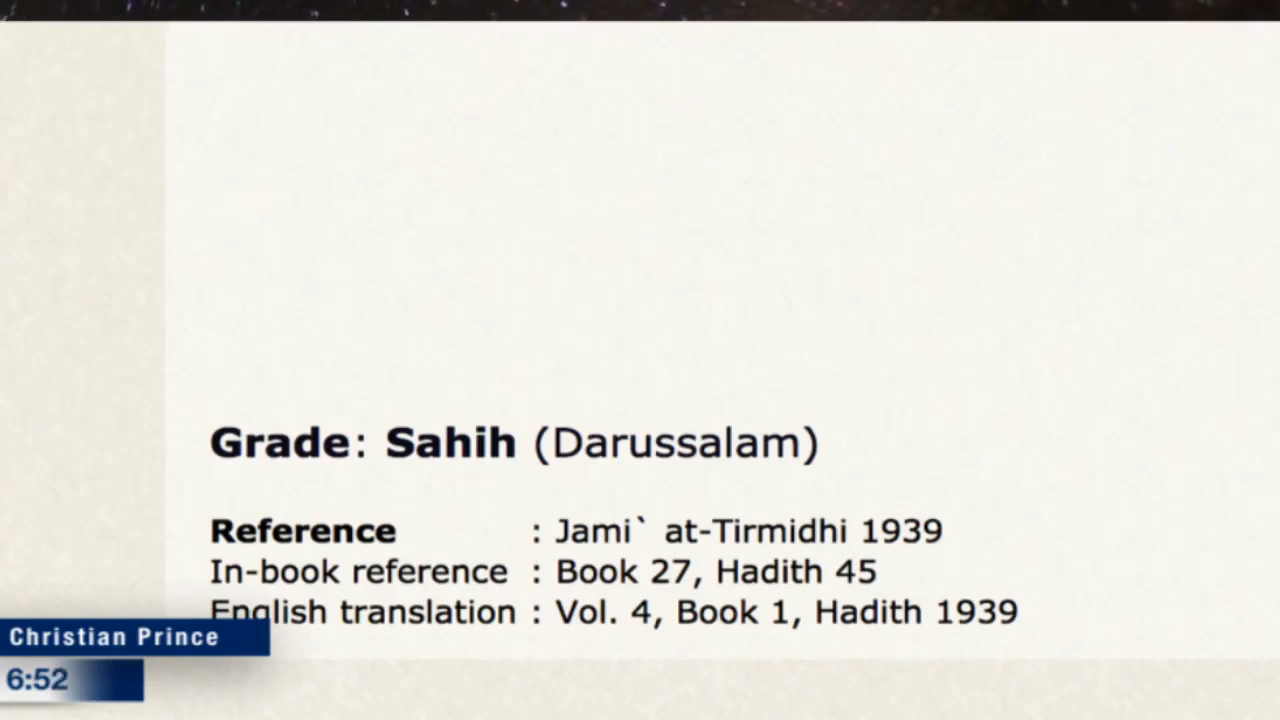 Grade: Sahih (Darussalam)
Reference : Jami` at-Tirmidhi 1939
In-book reference : Book 27, Hadith 45
English translation : Vol. 4, Book 1, Hadith 1939
Christian Prince
6:52